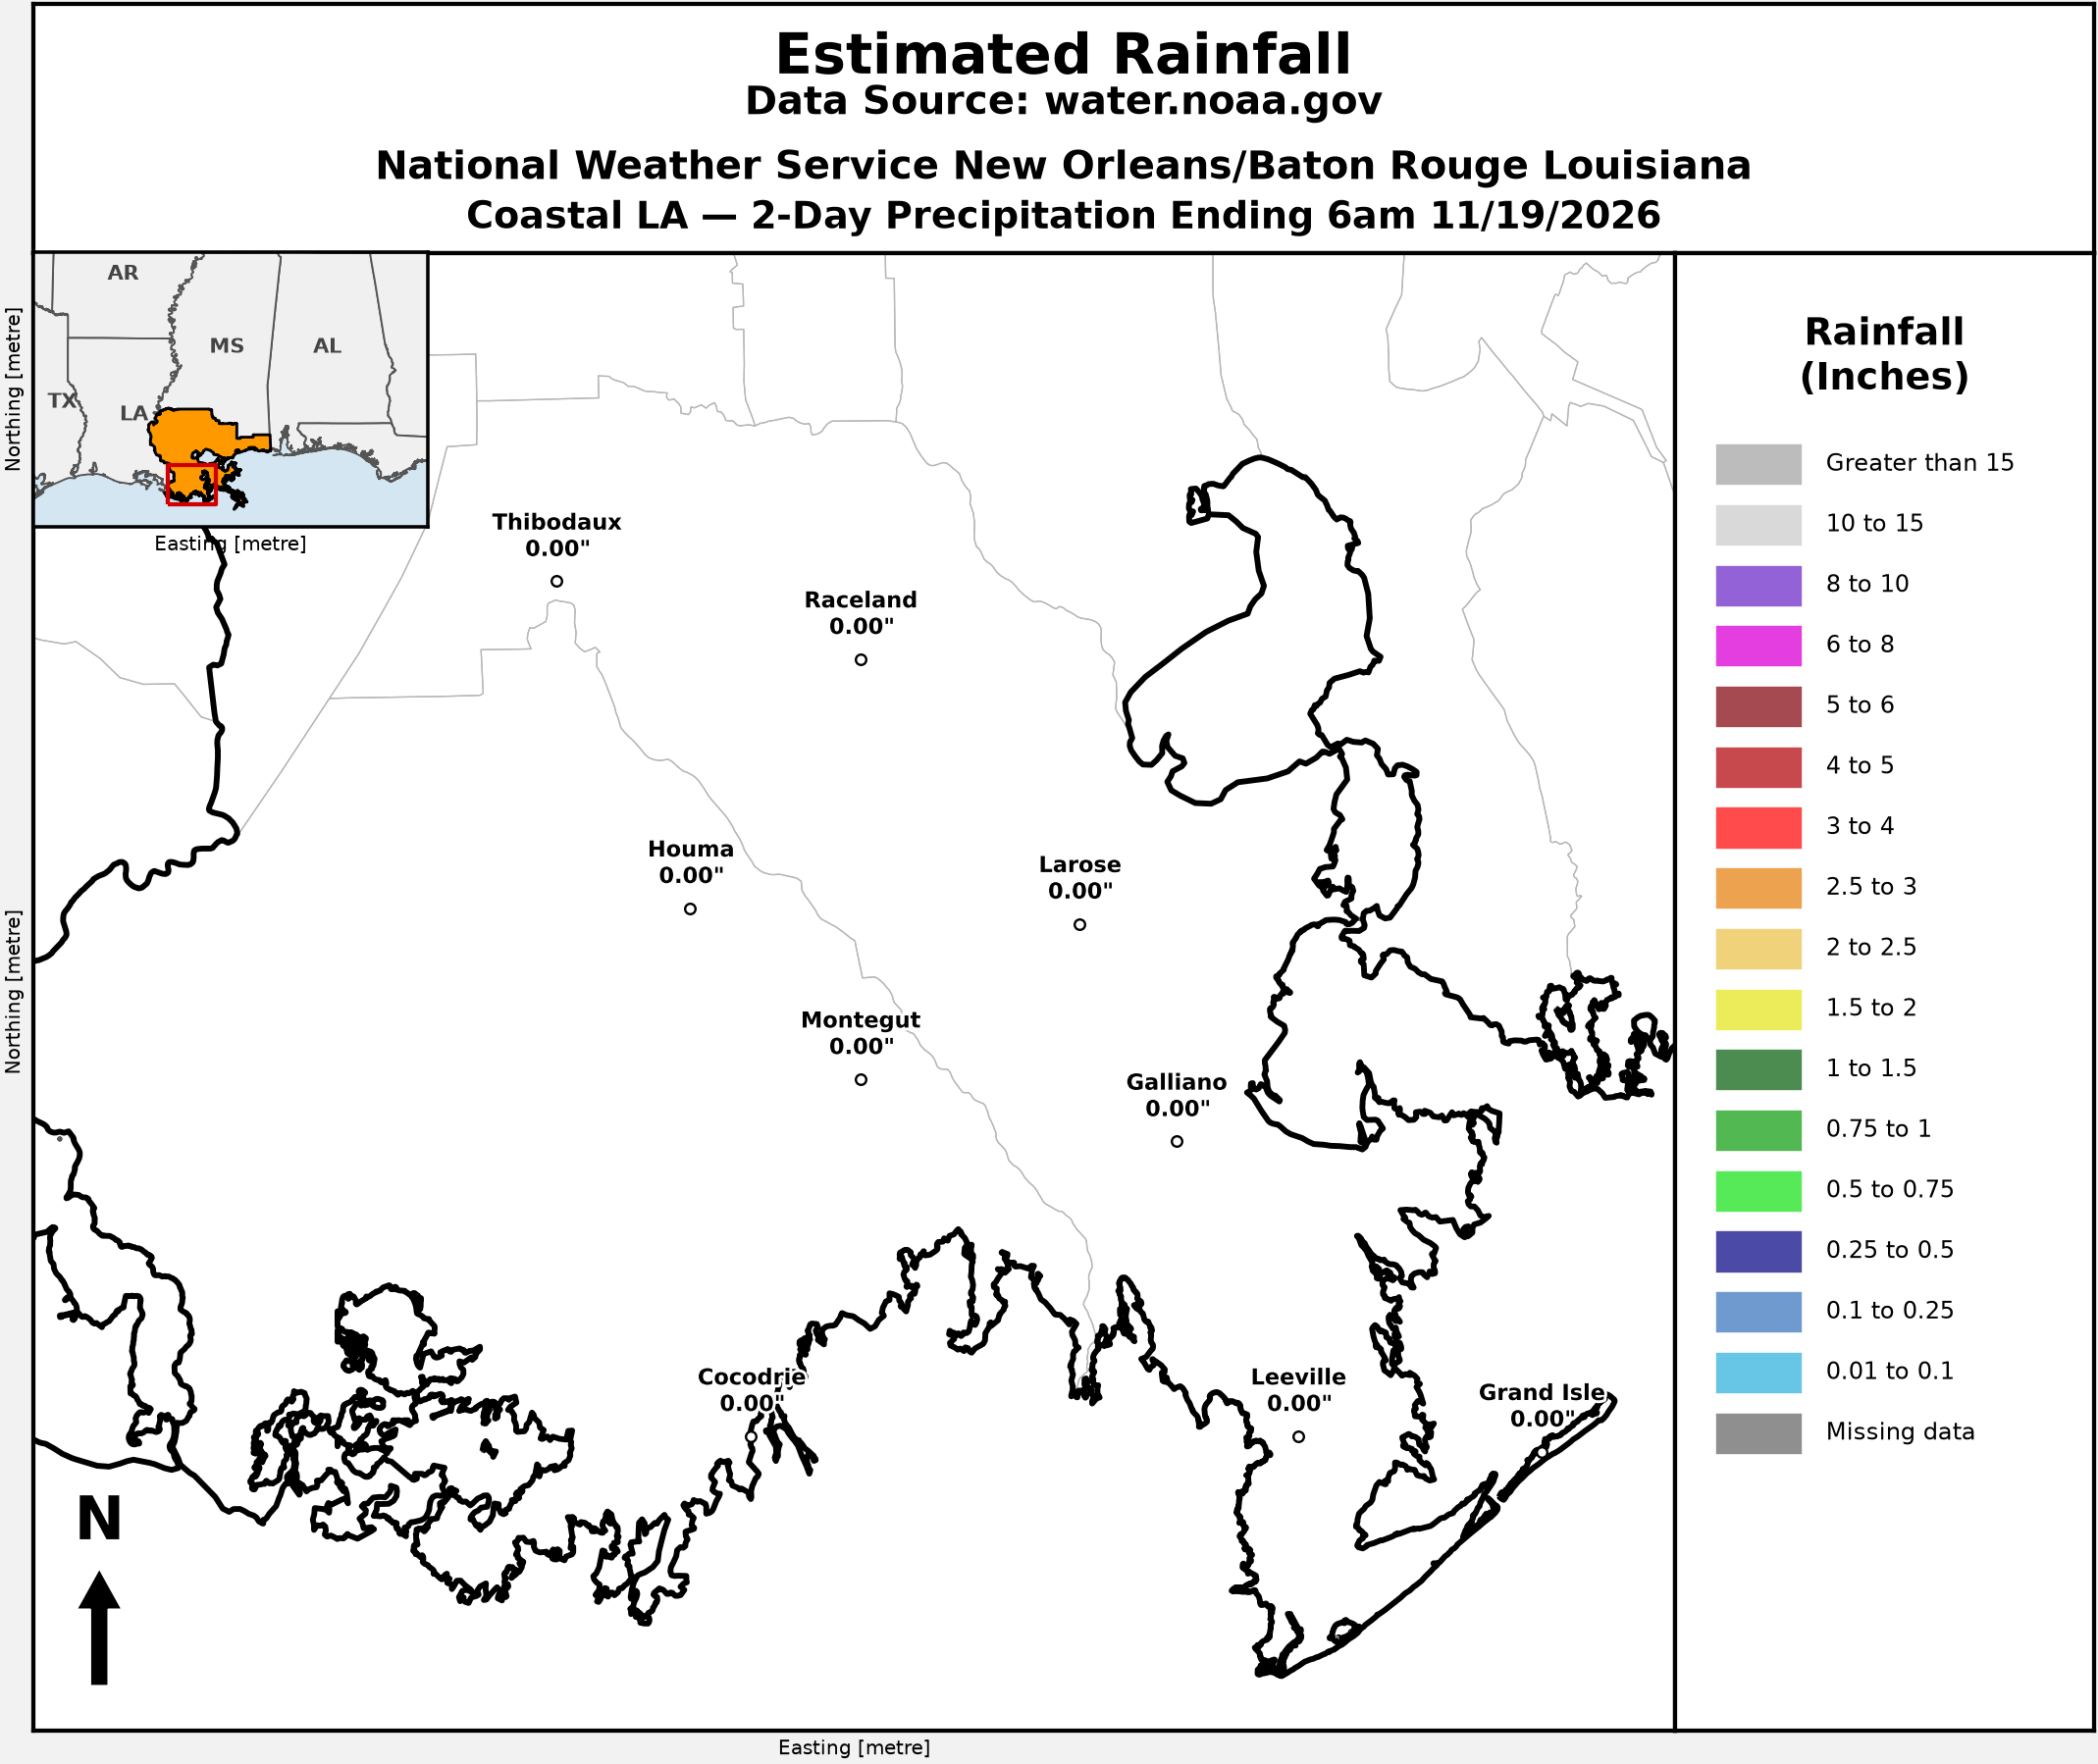 Estimated Rainfall
Data Source: water.noaa.gov
National Weather Service New Orleans/Baton Rouge Louisiana
Coastal LA — 2-Day Precipitation Ending 6am 11/19/2026
AR
MS
AL
TX
LA
Northing [metre]
Easting [metre]
Rainfall
(Inches)
Greater than 15
10 to 15
8 to 10
6 to 8
5 to 6
4 to 5
3 to 4
2.5 to 3
2 to 2.5
1.5 to 2
1 to 1.5
0.75 to 1
0.5 to 0.75
0.25 to 0.5
0.1 to 0.25
0.01 to 0.1
Missing data
Thibodaux
0.00"
Raceland
0.00"
Houma
0.00"
Larose
0.00"
Northing [metre]
Montegut
0.00"
Galliano
0.00"
Cocodrie
0.00"
Leeville
0.00"
Grand Isle
0.00"
N
Easting [metre]